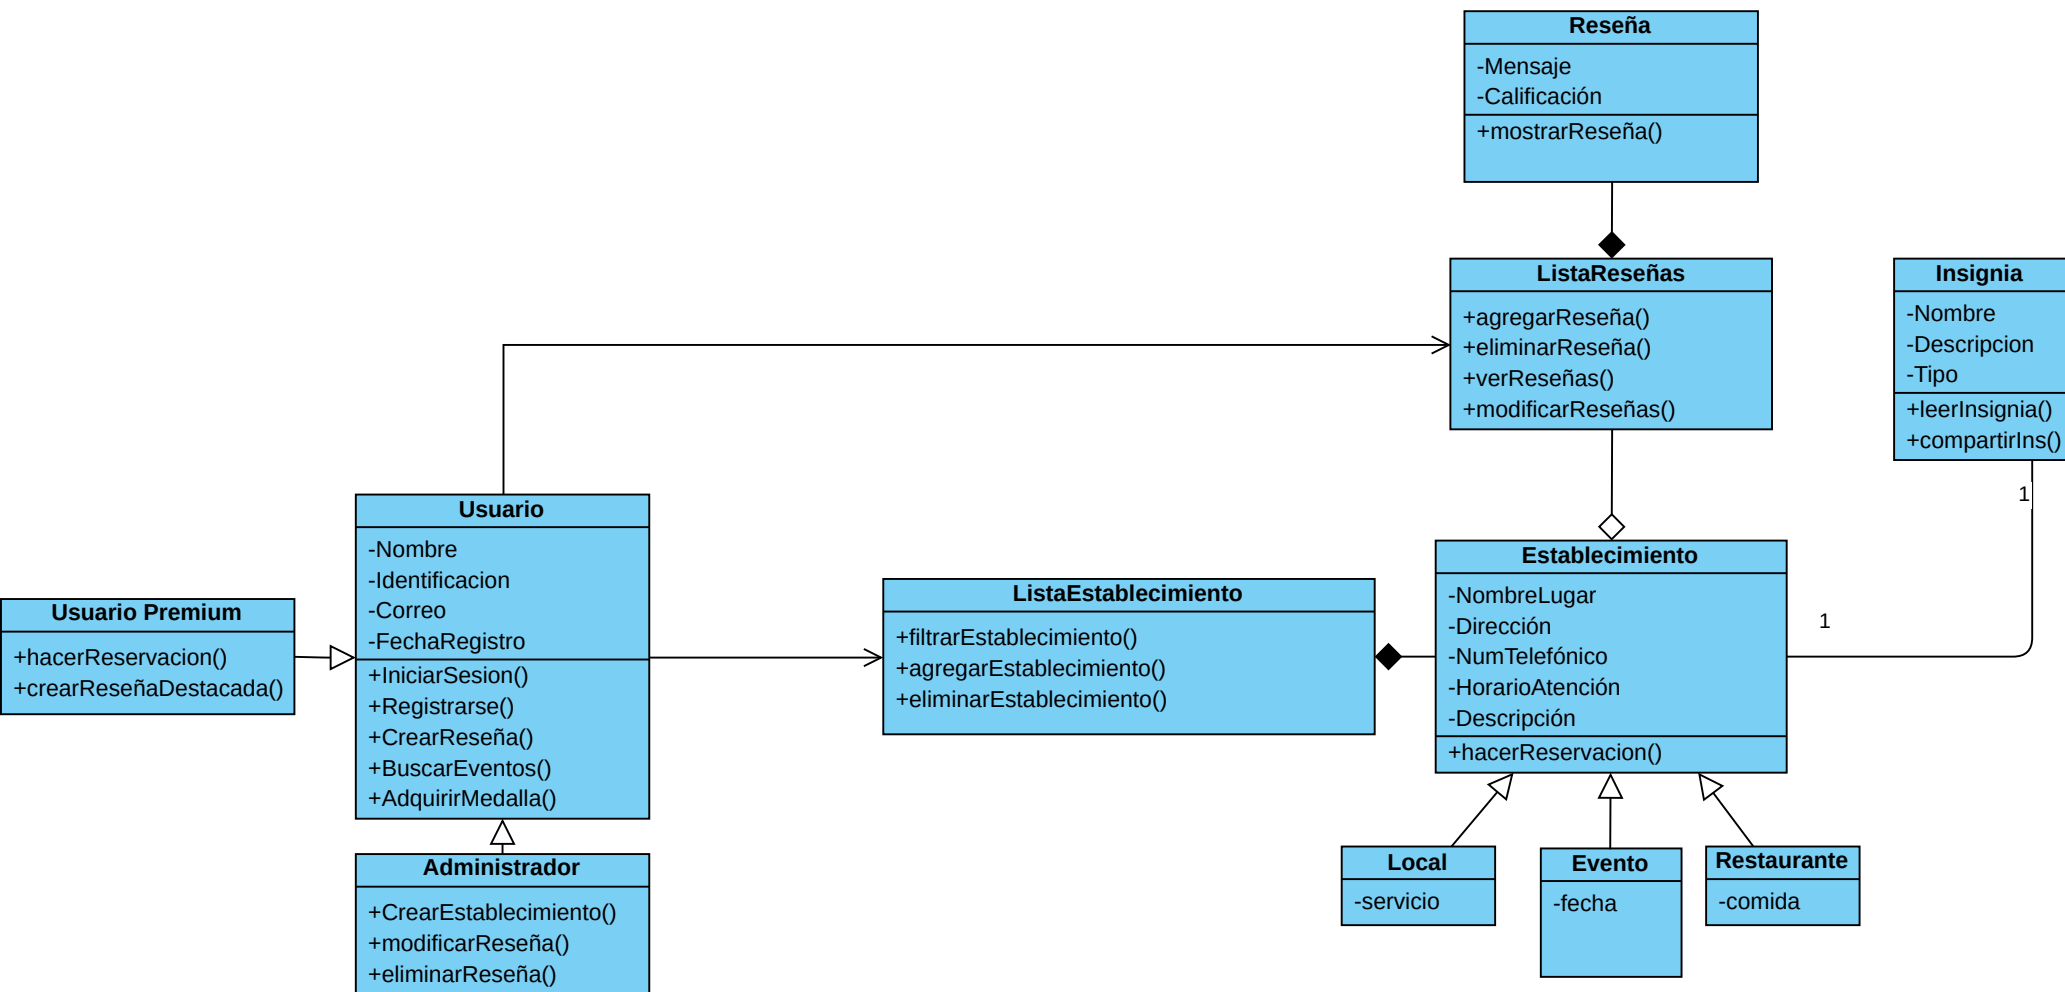 Reseña
-Mensaje
-Calificación
+mostrarReseña()
ListaReseñas
+agregarReseña()
+eliminarReseña()
+verReseñas()
+modificarReseñas()
Insignia
-Nombre
-Descripcion
-Tipo
+leerInsignia()
+compartirIns()
1
Usuario
-Nombre
-Identificacion
-Correo
-FechaRegistro
+IniciarSesion()
+Registrarse()
+CrearReseña()
+BuscarEventos()
+AdquirirMedalla()
Usuario Premium
+hacerReservacion()
+crearReseñaDestacada()
ListaEstablecimiento
+filtrarEstablecimiento()
+agregarEstablecimiento()
+eliminarEstablecimiento()
Establecimiento
-NombreLugar
-Dirección
-NumTelefónico
-HorarioAtención
-Descripción
+hacerReservacion()
1
Administrador
+CrearEstablecimiento()
+modificarReseña()
+eliminarReseña()
Local
-servicio
Evento
-fecha
Restaurante
-comida